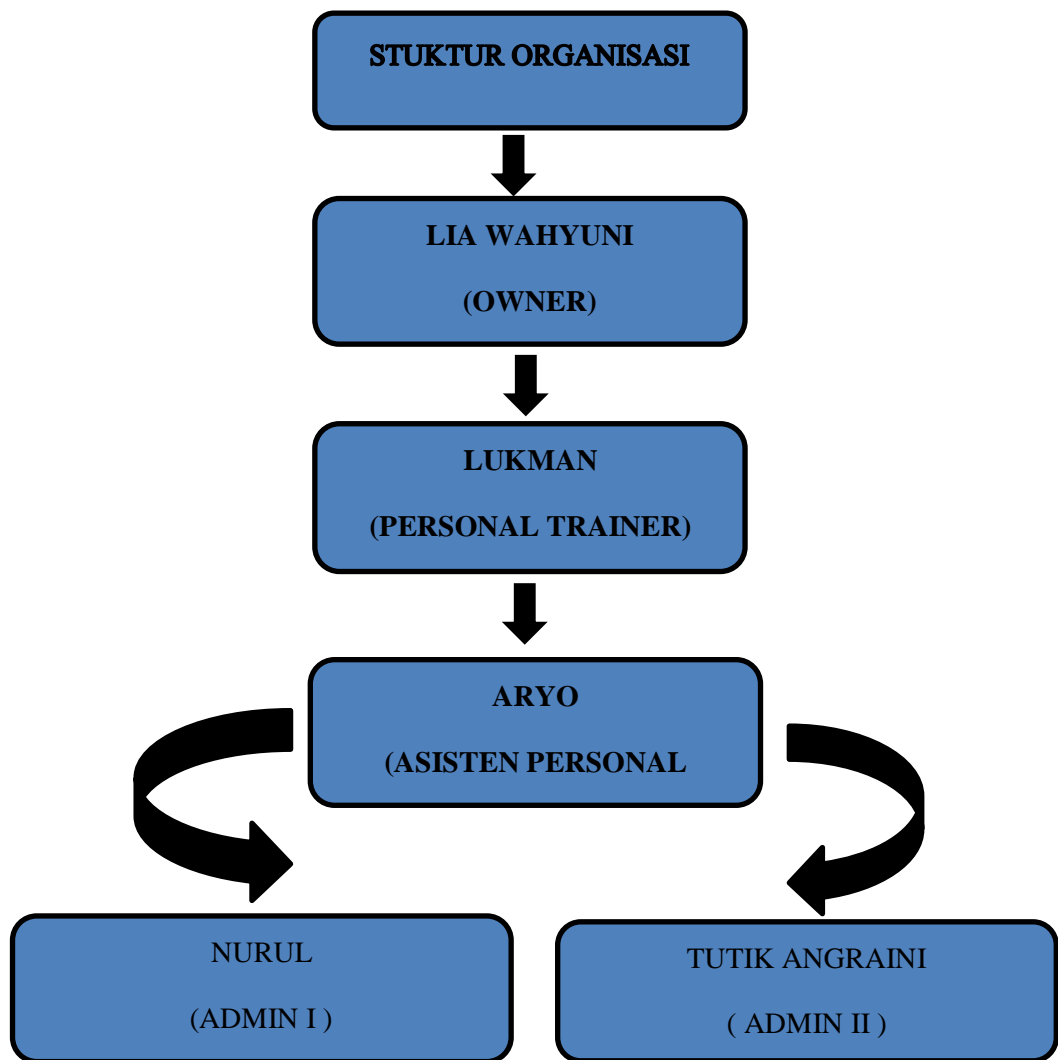 STUKTUR ORGANISASI
LIA WAHYUNI
(OWNER)
LUKMAN
(PERSONAL TRAINER)
ARYO
(ASISTEN PERSONAL
NURUL
(ADMIN I )
TUTIK ANGRAINI
( ADMIN II )